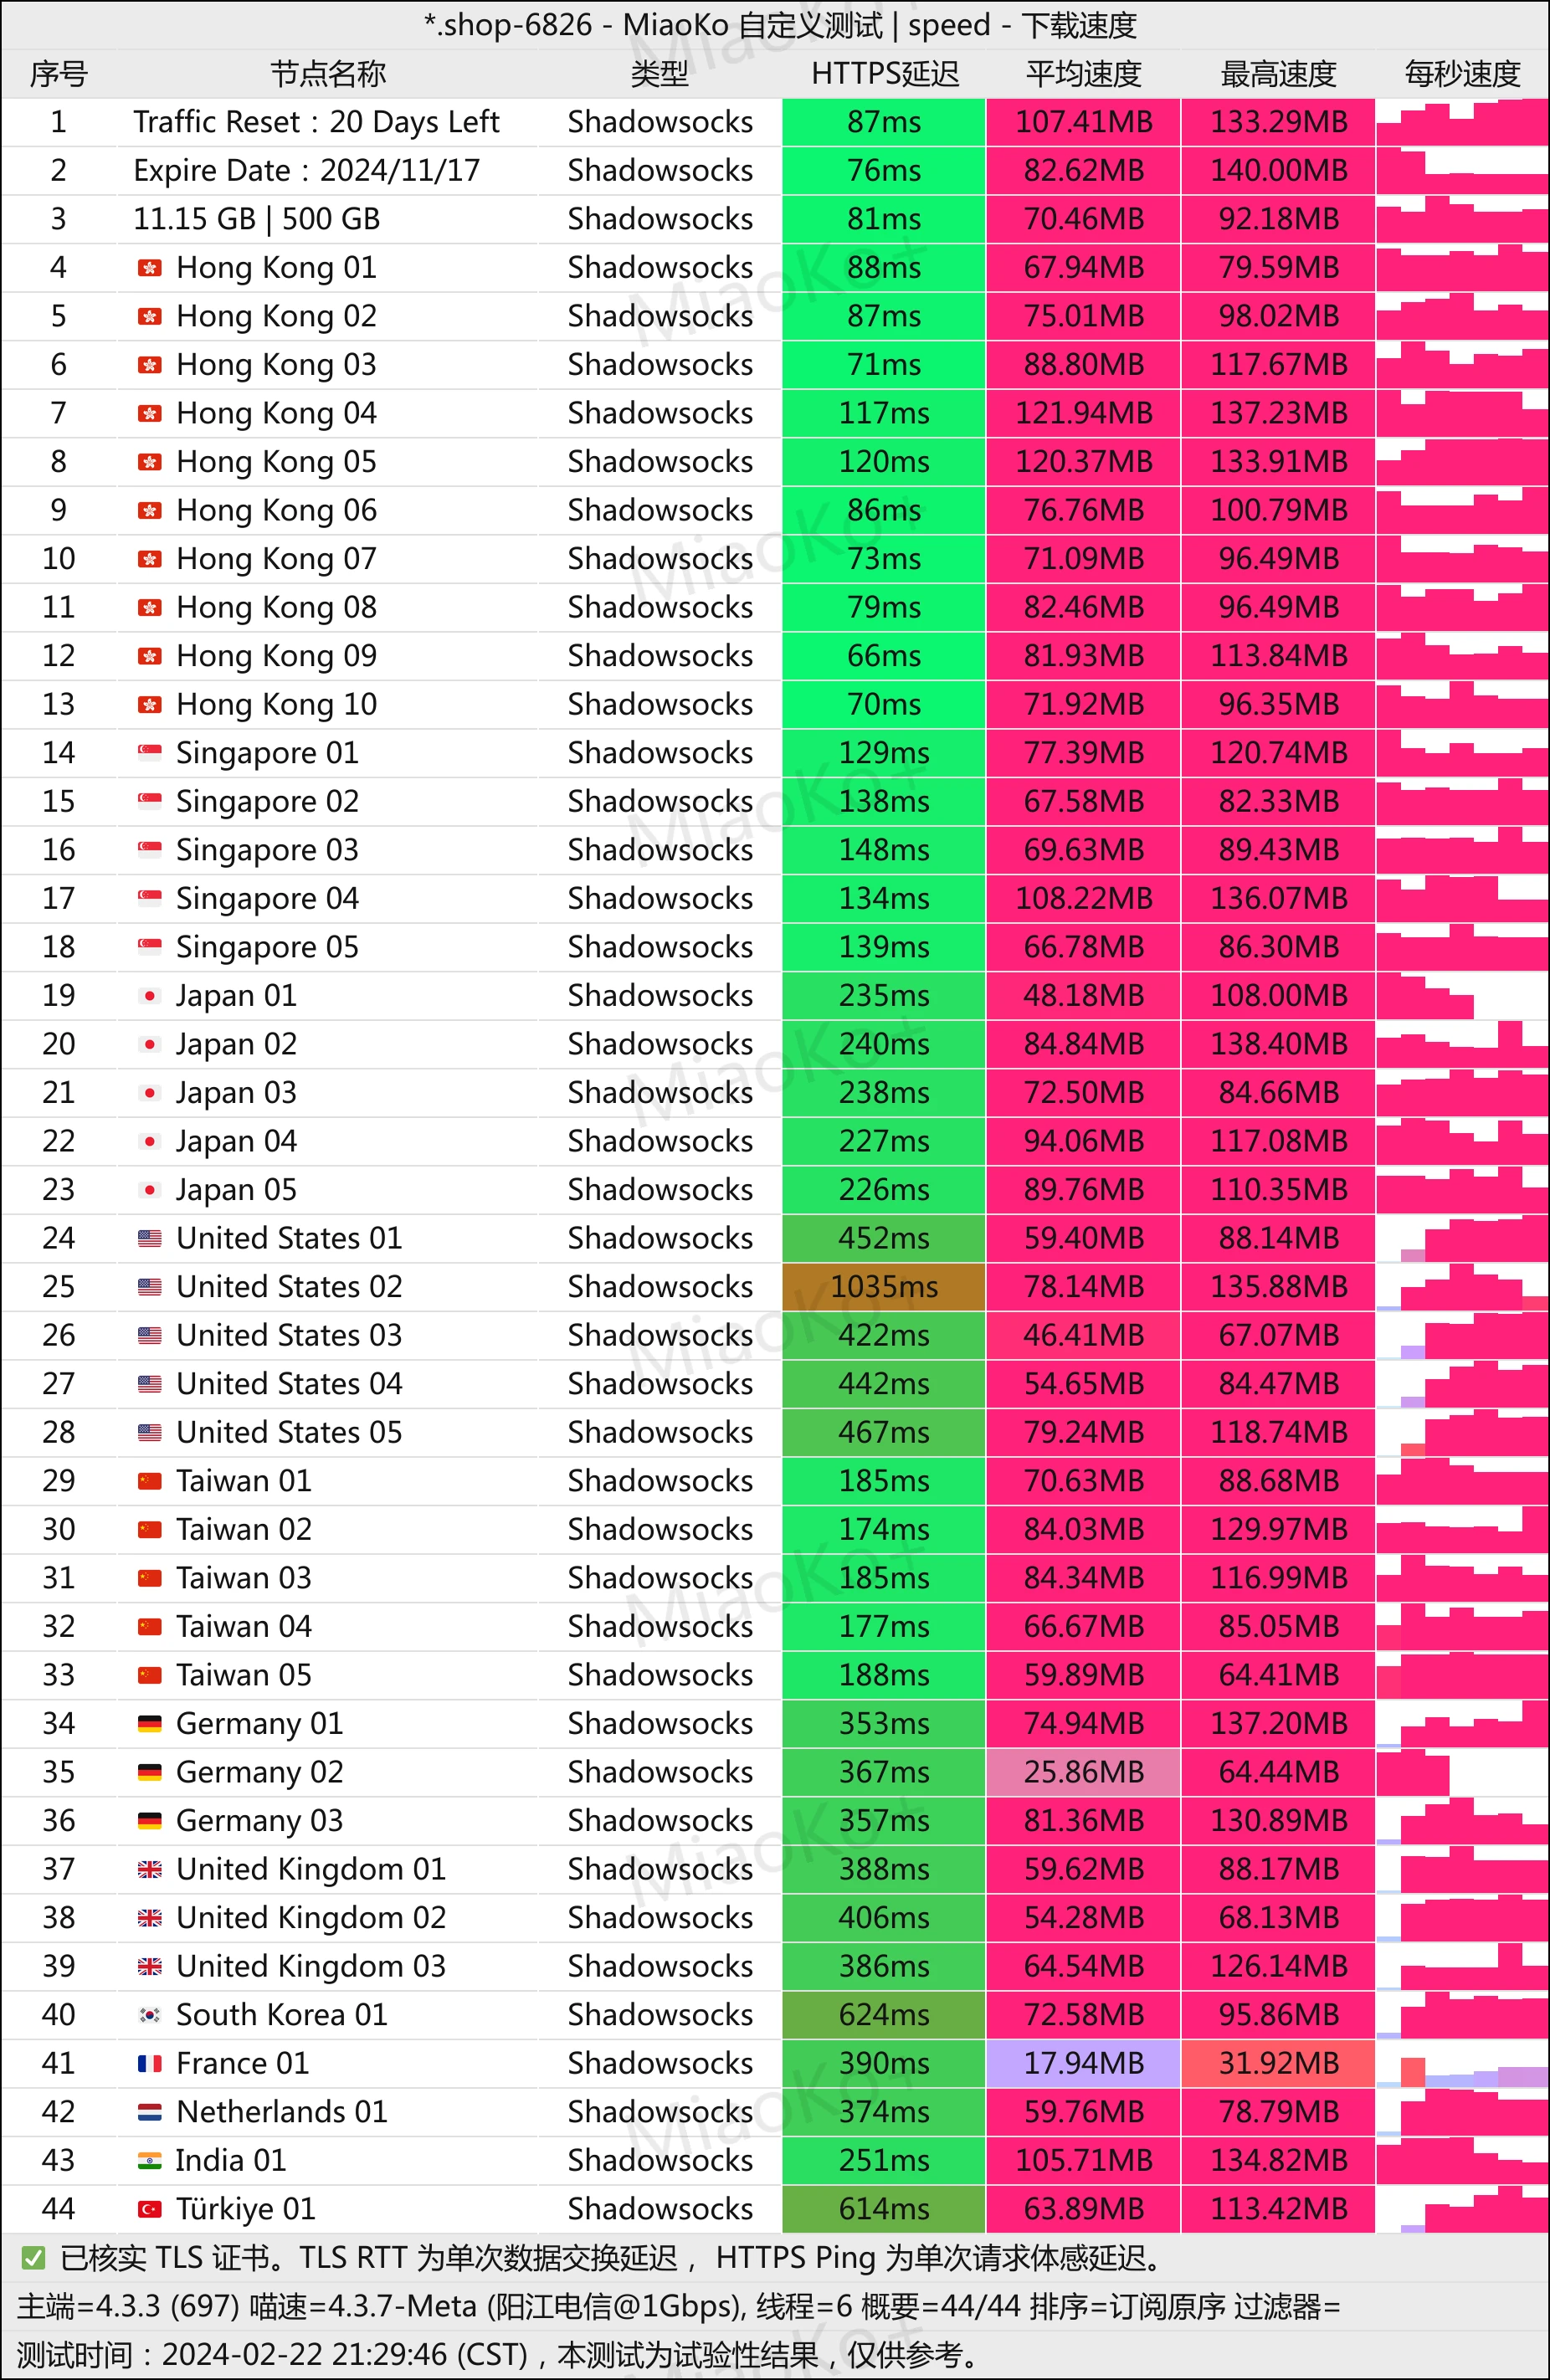 *.shop-6826 - MiaoKo 自定义测试 | speed - 下载速度
序号 节点名称 类型 HTTPS延迟 平均速度 最高速度 每秒速度
1 Traffic Reset：20 Days Left Shadowsocks 87ms 107.41MB 133.29MB
2 Expire Date：2024/11/17 Shadowsocks 76ms 82.62MB 140.00MB
3 11.15 GB | 500 GB Shadowsocks 81ms 70.46MB 92.18MB
4 Hong Kong 01 Shadowsocks 88ms 67.94MB 79.59MB
5 Hong Kong 02 Shadowsocks 87ms 75.01MB 98.02MB
6 Hong Kong 03 Shadowsocks 71ms 88.80MB 117.67MB
7 Hong Kong 04 Shadowsocks 117ms 121.94MB 137.23MB
8 Hong Kong 05 Shadowsocks 120ms 120.37MB 133.91MB
9 Hong Kong 06 Shadowsocks 86ms 76.76MB 100.79MB
10 Hong Kong 07 Shadowsocks 73ms 71.09MB 96.49MB
11 Hong Kong 08 Shadowsocks 79ms 82.46MB 96.49MB
12 Hong Kong 09 Shadowsocks 66ms 81.93MB 113.84MB
13 Hong Kong 10 Shadowsocks 70ms 71.92MB 96.35MB
14 Singapore 01 Shadowsocks 129ms 77.39MB 120.74MB
15 Singapore 02 Shadowsocks 138ms 67.58MB 82.33MB
16 Singapore 03 Shadowsocks 148ms 69.63MB 89.43MB
17 Singapore 04 Shadowsocks 134ms 108.22MB 136.07MB
18 Singapore 05 Shadowsocks 139ms 66.78MB 86.30MB
19 Japan 01 Shadowsocks 235ms 48.18MB 108.00MB
20 Japan 02 Shadowsocks 240ms 84.84MB 138.40MB
21 Japan 03 Shadowsocks 238ms 72.50MB 84.66MB
22 Japan 04 Shadowsocks 227ms 94.06MB 117.08MB
23 Japan 05 Shadowsocks 226ms 89.76MB 110.35MB
24 United States 01 Shadowsocks 452ms 59.40MB 88.14MB
25 United States 02 Shadowsocks 1035ms 78.14MB 135.88MB
26 United States 03 Shadowsocks 422ms 46.41MB 67.07MB
27 United States 04 Shadowsocks 442ms 54.65MB 84.47MB
28 United States 05 Shadowsocks 467ms 79.24MB 118.74MB
29 Taiwan 01 Shadowsocks 185ms 70.63MB 88.68MB
30 Taiwan 02 Shadowsocks 174ms 84.03MB 129.97MB
31 Taiwan 03 Shadowsocks 185ms 84.34MB 116.99MB
32 Taiwan 04 Shadowsocks 177ms 66.67MB 85.05MB
33 Taiwan 05 Shadowsocks 188ms 59.89MB 64.41MB
34 Germany 01 Shadowsocks 353ms 74.94MB 137.20MB
35 Germany 02 Shadowsocks 367ms 25.86MB 64.44MB
36 Germany 03 Shadowsocks 357ms 81.36MB 130.89MB
37 United Kingdom 01 Shadowsocks 388ms 59.62MB 88.17MB
38 United Kingdom 02 Shadowsocks 406ms 54.28MB 68.13MB
39 United Kingdom 03 Shadowsocks 386ms 64.54MB 126.14MB
40 South Korea 01 Shadowsocks 624ms 72.58MB 95.86MB
41 France 01 Shadowsocks 390ms 17.94MB 31.92MB
42 Netherlands 01 Shadowsocks 374ms 59.76MB 78.79MB
43 India 01 Shadowsocks 251ms 105.71MB 134.82MB
44 Türkiye 01 Shadowsocks 614ms 63.89MB 113.42MB
✅ 已核实 TLS 证书。TLS RTT 为单次数据交换延迟， HTTPS Ping 为单次请求体感延迟。
主端=4.3.3 (697) 喵速=4.3.7-Meta (阳江电信@1Gbps), 线程=6 概要=44/44 排序=订阅原序 过滤器=
测试时间：2024-02-22 21:29:46 (CST)，本测试为试验性结果，仅供参考。